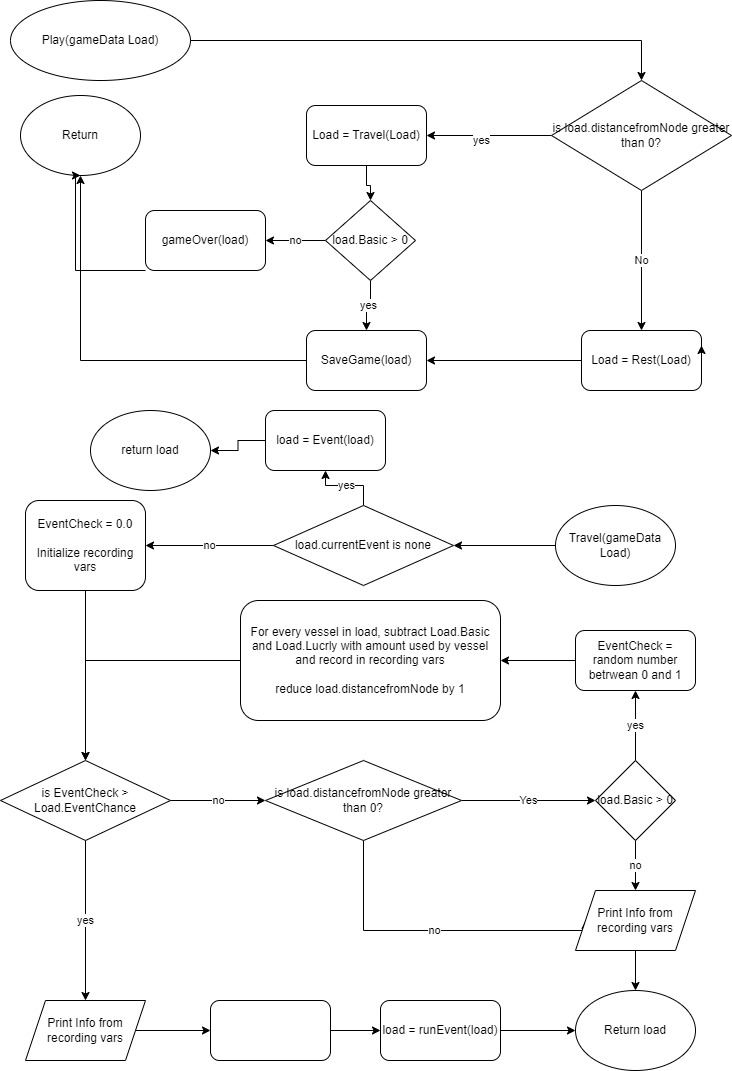 Play(gameData Load)
Return
Load = Travel(Load)
yes
is load.distancefromNode greater
than 0?
gameOver(load)
no
load.Basic > 0
No
yes
SaveGame(load)
Load = Rest(Load)
return load
load = Event(load)
yes
EventCheck = 0.0
Initialize recording
vars
no
load.currentEvent is none
Travel(gameData
Load)
For every vessel in load, subtract Load.Basic
and Load.Lucrly with amount used by vessel
and record in recording vars
reduce load.distancefromNode by 1
EventCheck =
random number
betrwean 0 and 1
yes
is EventCheck >
Load.EventChance
no
is load.distancefromNode greater
than 0?
Yes
load.Basic > 0
no
yes
no
Print Info from
recording vars
Print Info from
recording vars
load = runEvent(load)
Return load